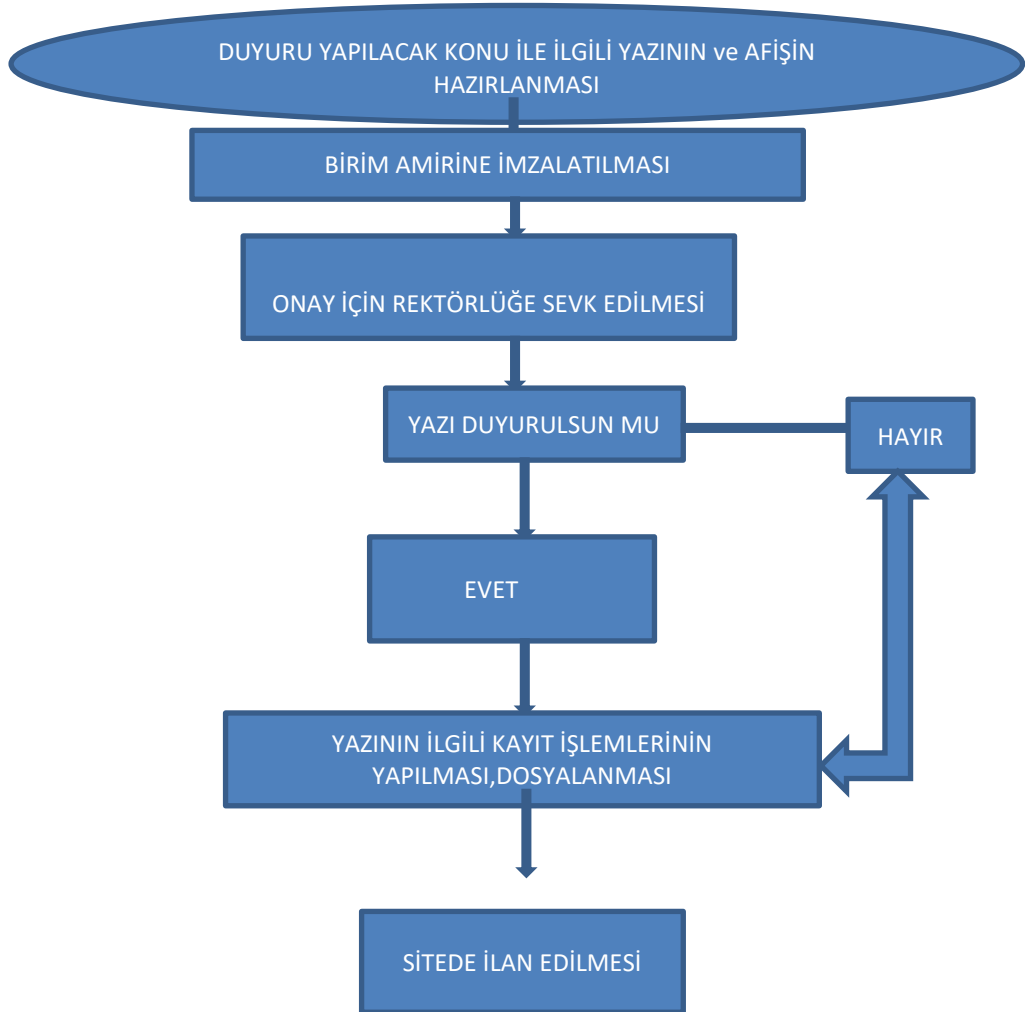 DUYURU YAPILACAK KONU İLE İLGİLİ YAZININ ve AFİŞİN
HAZIRLANMASI
BİRİM AMİRİNE İMZALATILMASI
ONAY İÇİN REKTÖRLÜĞE SEVK EDİLMESİ
YAZI DUYURULSUN MU
HAYIR
EVET
YAZININ İLGİLİ KAYIT İŞLEMLERİNİN
YAPILMASI,DOSYALANMASI
SİTEDE İLAN EDİLMESİ